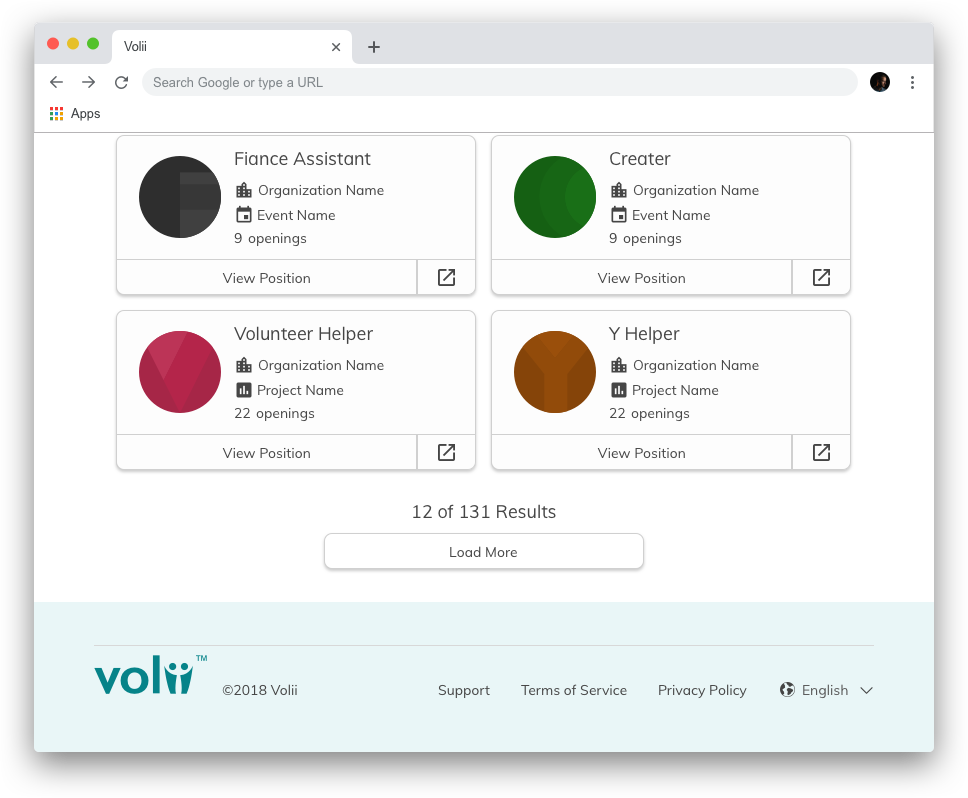 Volii
Search Google or type a URL
Apps
Fiance Assistant
Organization Name
Event Name
9 openings
View Position
Creater
Organization Name
Event Name
9 openings
View Position
Volunteer Helper
Organization Name
Project Name
22 openings
View Position
Y Helper
Organization Name
Project Name
22 openings
View Position
12 of 131 Results
Load More
volii™
©2018 Volii
Support
Terms of Service
Privacy Policy
English